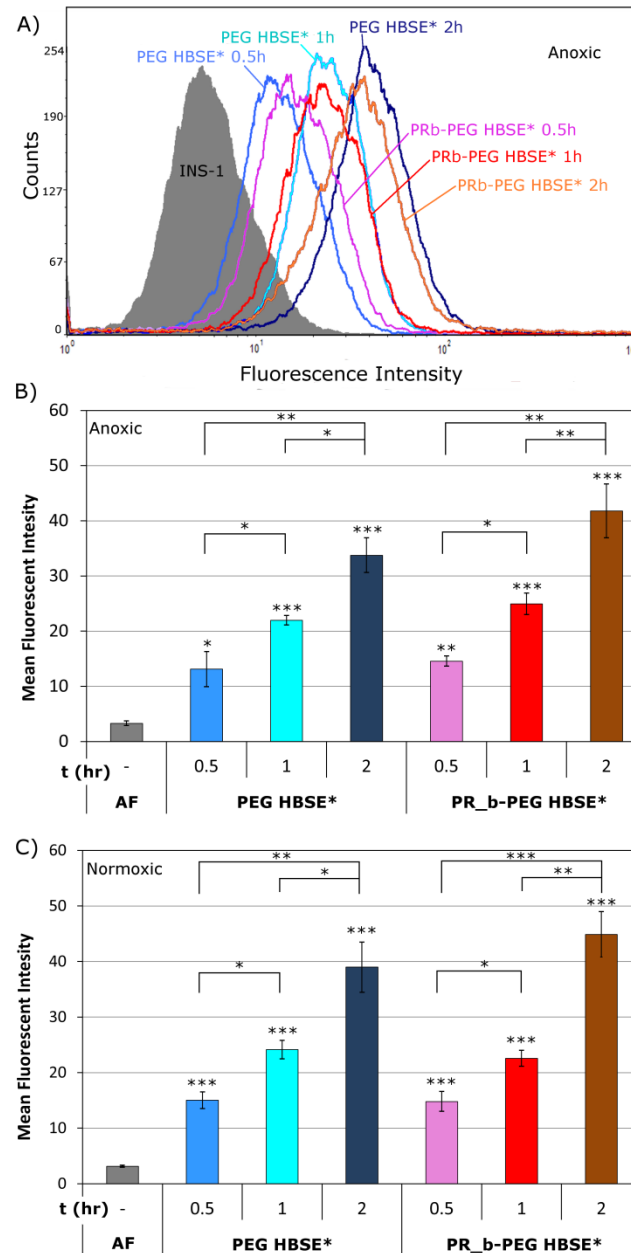 A)
PEG HBSE* 2h
PEG HBSE* 1h
PEG HBSE* 0.5h
Anoxic
254
190
127
67
0
Counts
INS-1
PRb-PEG HBSE* 0.5h
PRb-PEG HBSE* 1h
PRb-PEG HBSE* 2h
10⁰ 10¹ 10²
Fluorescence Intensity
B)
Anoxic
Mean Fluorescent Intesity
60
50
40
30
20
10
0
** **
* **
*** ***
* *
*** ***
* **
t (hr) - 0.5 1 2 0.5 1 2
AF PEG HBSE* PR_b-PEG HBSE*
C)
Normoxic
Mean Fluorescent Intesity
60
50
40
30
20
10
0
** ***
* **
*** ***
* *
*** ***
*** ***
t (hr) - 0.5 1 2 0.5 1 2
AF PEG HBSE* PR_b-PEG HBSE*